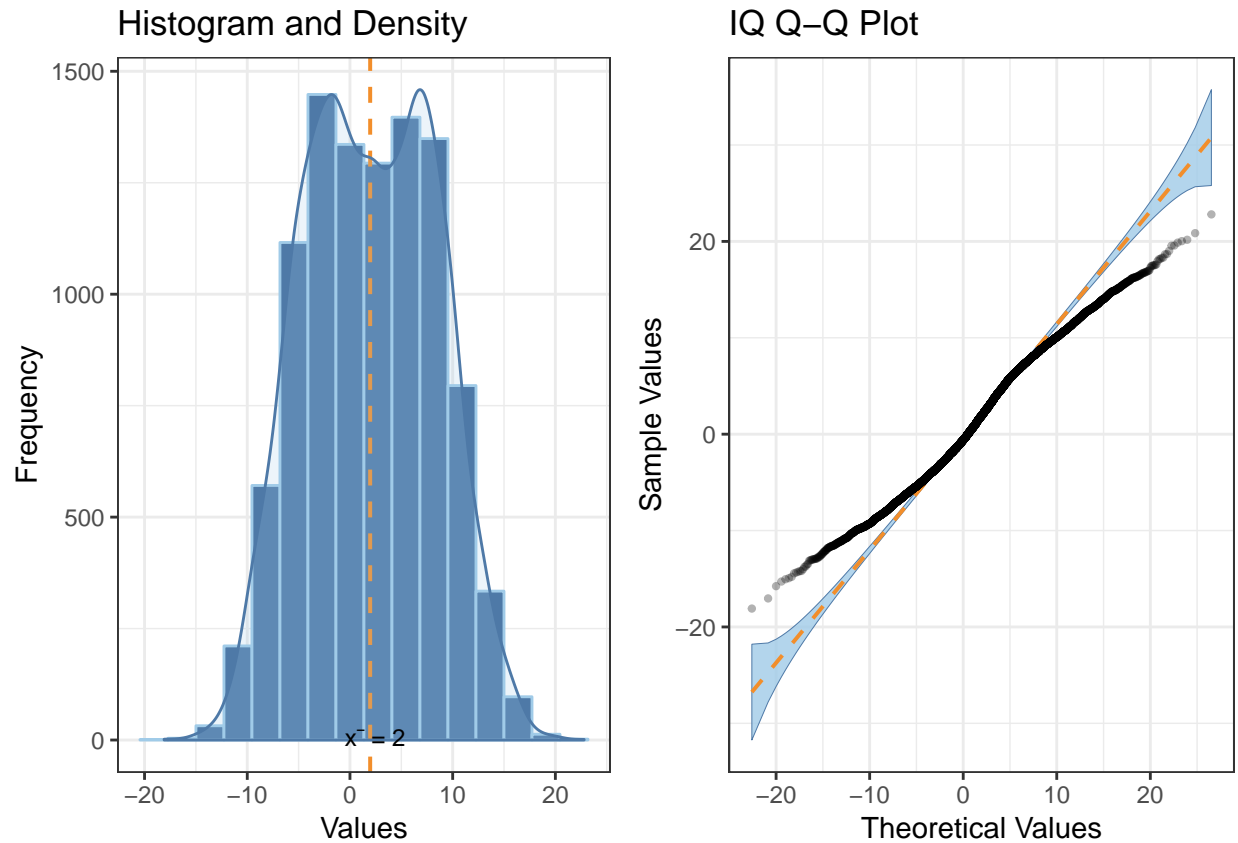 Histogram and Density
1500
1000
500
0
Frequency
x̄ = 2
−20
−10
0
10
20
Values
IQ Q−Q Plot
20
0
−20
Sample Values
−20
−10
0
10
20
Theoretical Values